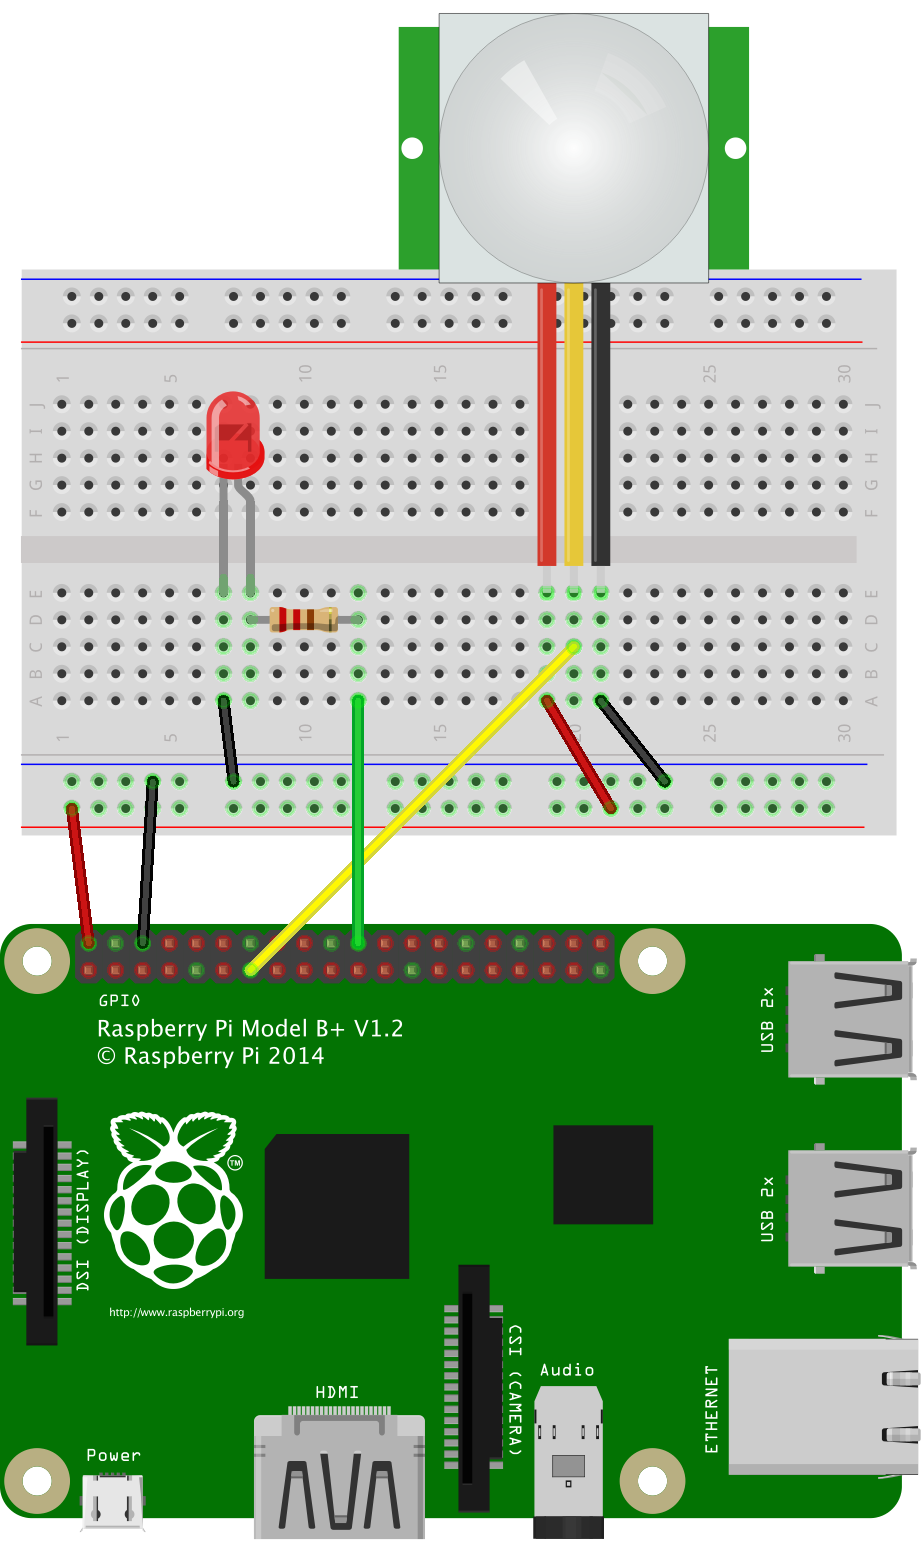 1 5 10 15 20 25 30
J J
I I
H H
G G
F F
E E
D D
C C
B B
A A
1 5 10 15 20 25 30
GPIO
Raspberry Pi Model B+ V1.2
© Raspberry Pi 2014
USB 2x
TM
DSI (DISPLAY)
USB 2x
http://www.raspberrypi.org
CSI (CAMERA)
Audio
ETHERNET
HDMI
Power